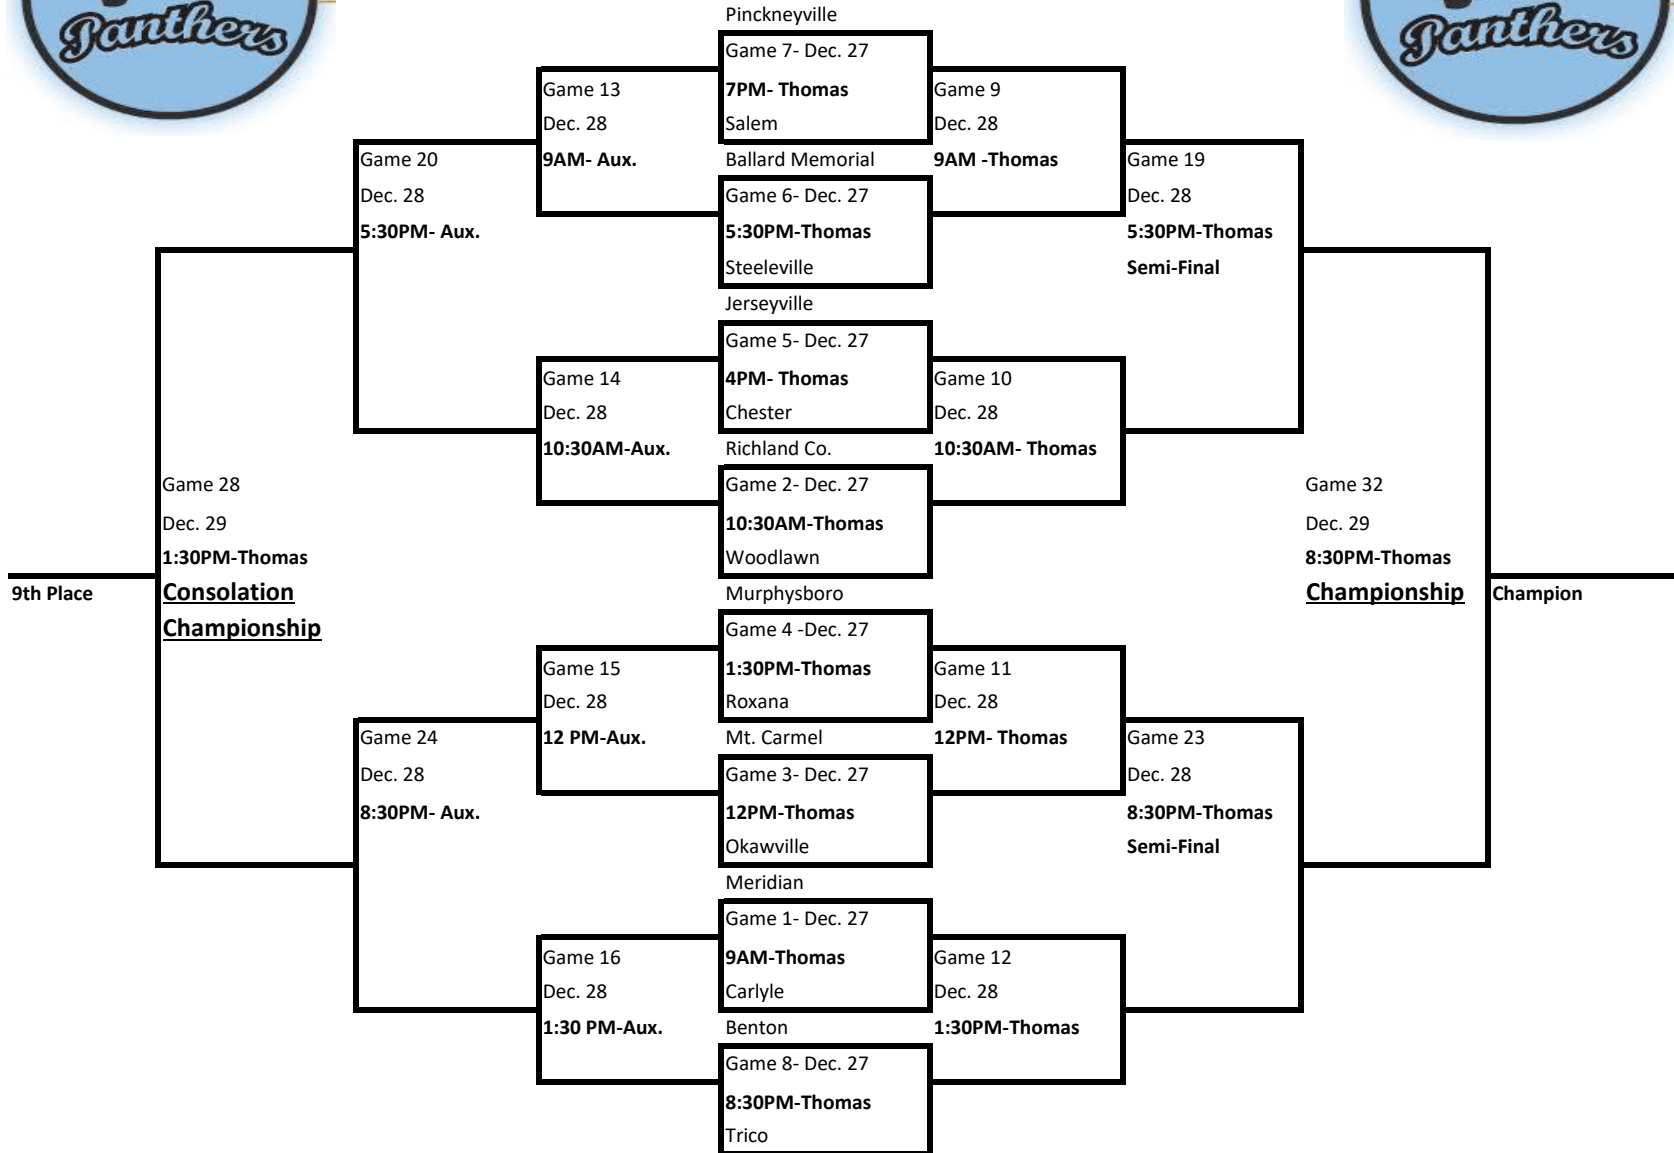 Panthers
Panthers
Pinckneyville
Game 7- Dec. 27
Game 13
7PM- Thomas
Game 9
Dec. 28
Salem
Dec. 28
Game 20
9AM- Aux.
Ballard Memorial
9AM -Thomas
Game 19
Dec. 28
Game 6- Dec. 27
Dec. 28
5:30PM- Aux.
5:30PM-Thomas
5:30PM-Thomas
Steeleville
Semi-Final
Jerseyville
Game 5- Dec. 27
Game 14
4PM- Thomas
Game 10
Dec. 28
Chester
Dec. 28
10:30AM-Aux.
Richland Co.
10:30AM- Thomas
Game 28
Game 2- Dec. 27
Game 32
Dec. 29
10:30AM-Thomas
Dec. 29
1:30PM-Thomas
Woodlawn
8:30PM-Thomas
9th Place
Consolation
Murphysboro
Championship
Champion
Championship
Game 4 -Dec. 27
Game 15
1:30PM-Thomas
Game 11
Dec. 28
Roxana
Dec. 28
Game 24
12 PM-Aux.
Mt. Carmel
12PM- Thomas
Game 23
Dec. 28
Game 3- Dec. 27
Dec. 28
8:30PM- Aux.
12PM-Thomas
8:30PM-Thomas
Okawville
Semi-Final
Meridian
Game 1- Dec. 27
Game 16
9AM-Thomas
Game 12
Dec. 28
Carlyle
Dec. 28
1:30 PM-Aux.
Benton
1:30PM-Thomas
Game 8- Dec. 27
8:30PM-Thomas
Trico